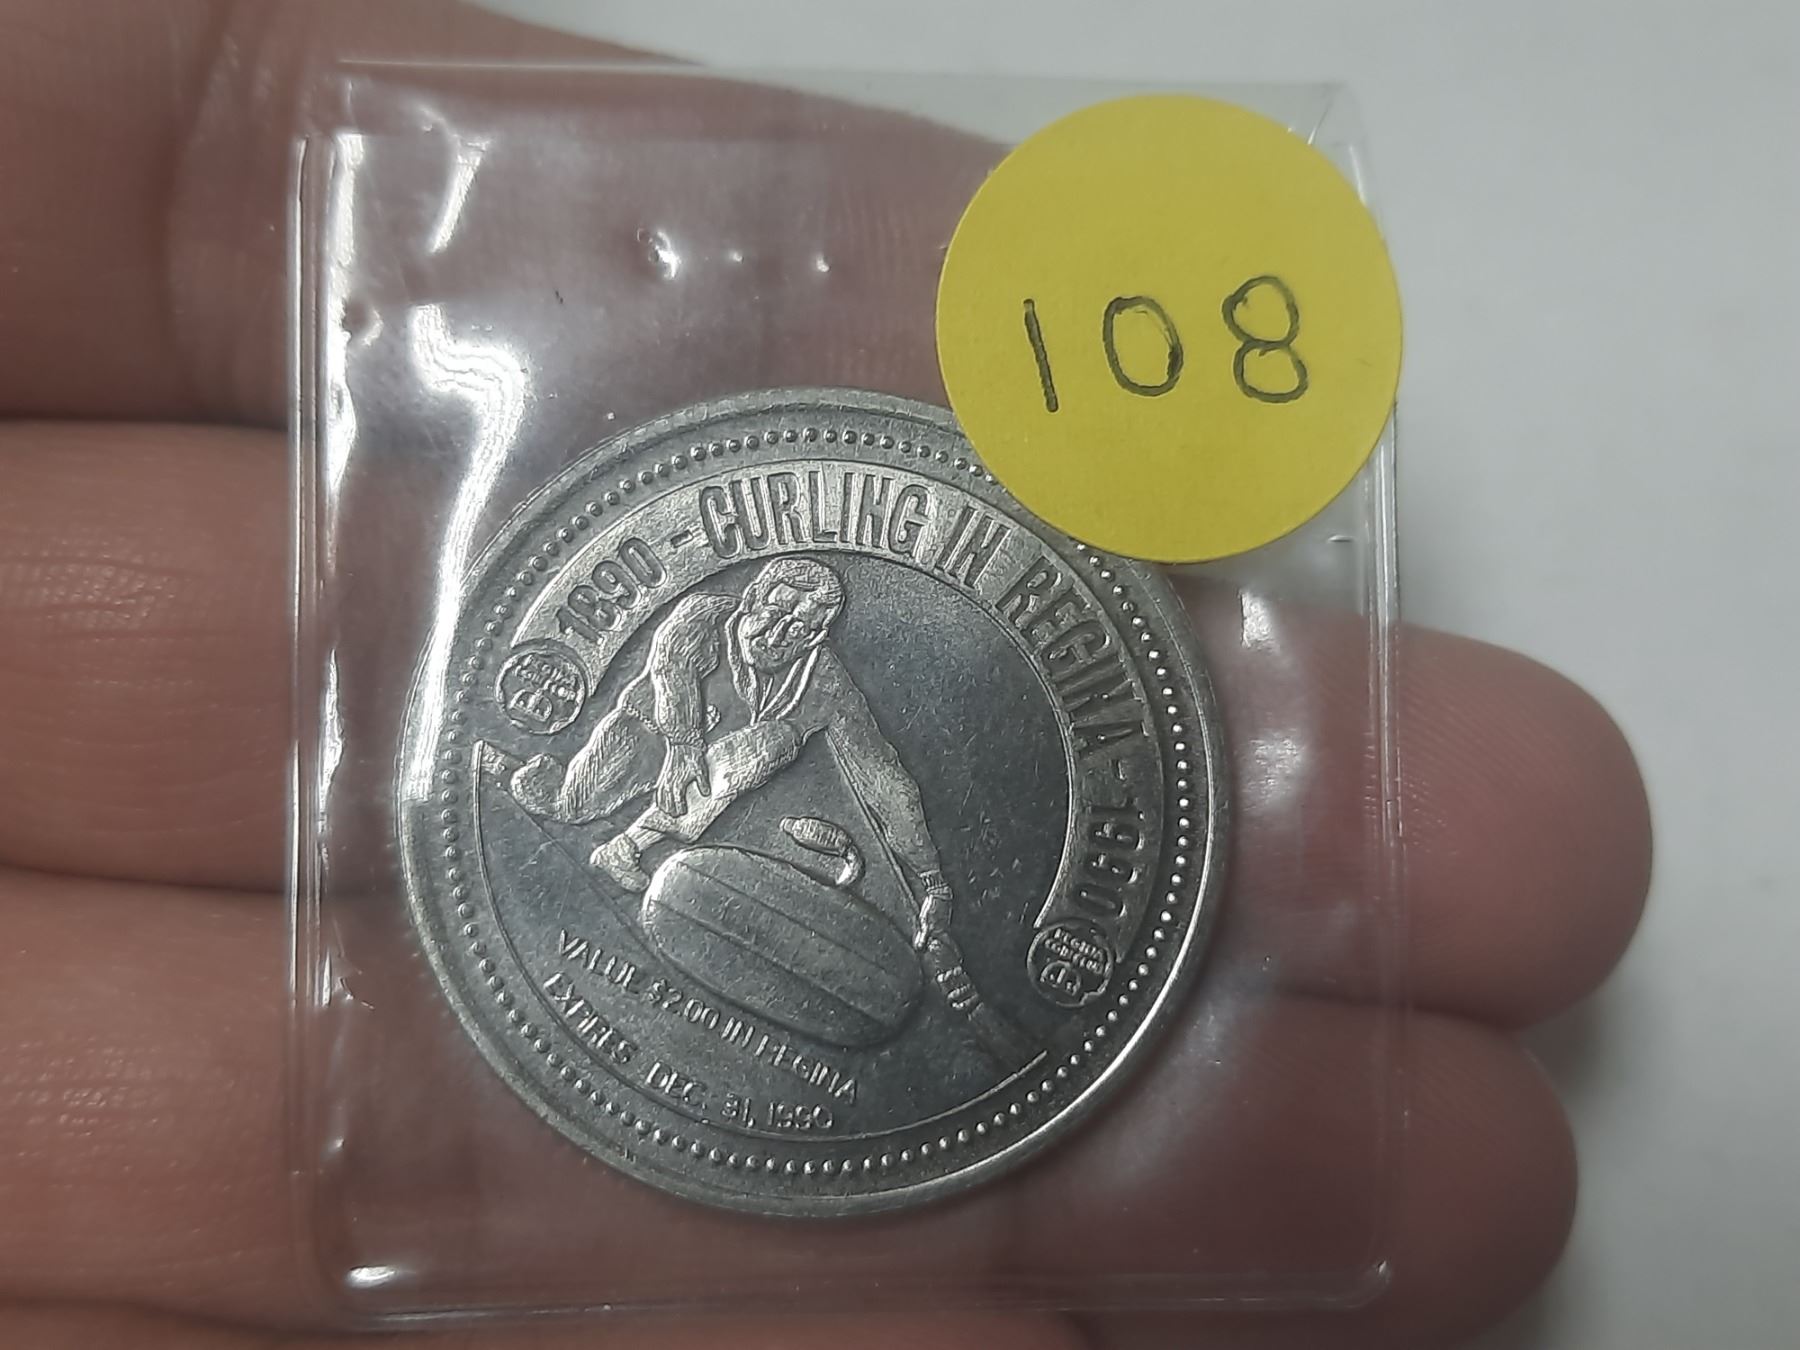 108
1890 - CURLING IN REGINA - 1990
VALUE $2.00 IN REGINA
EXPIRES DEC. 31, 1990